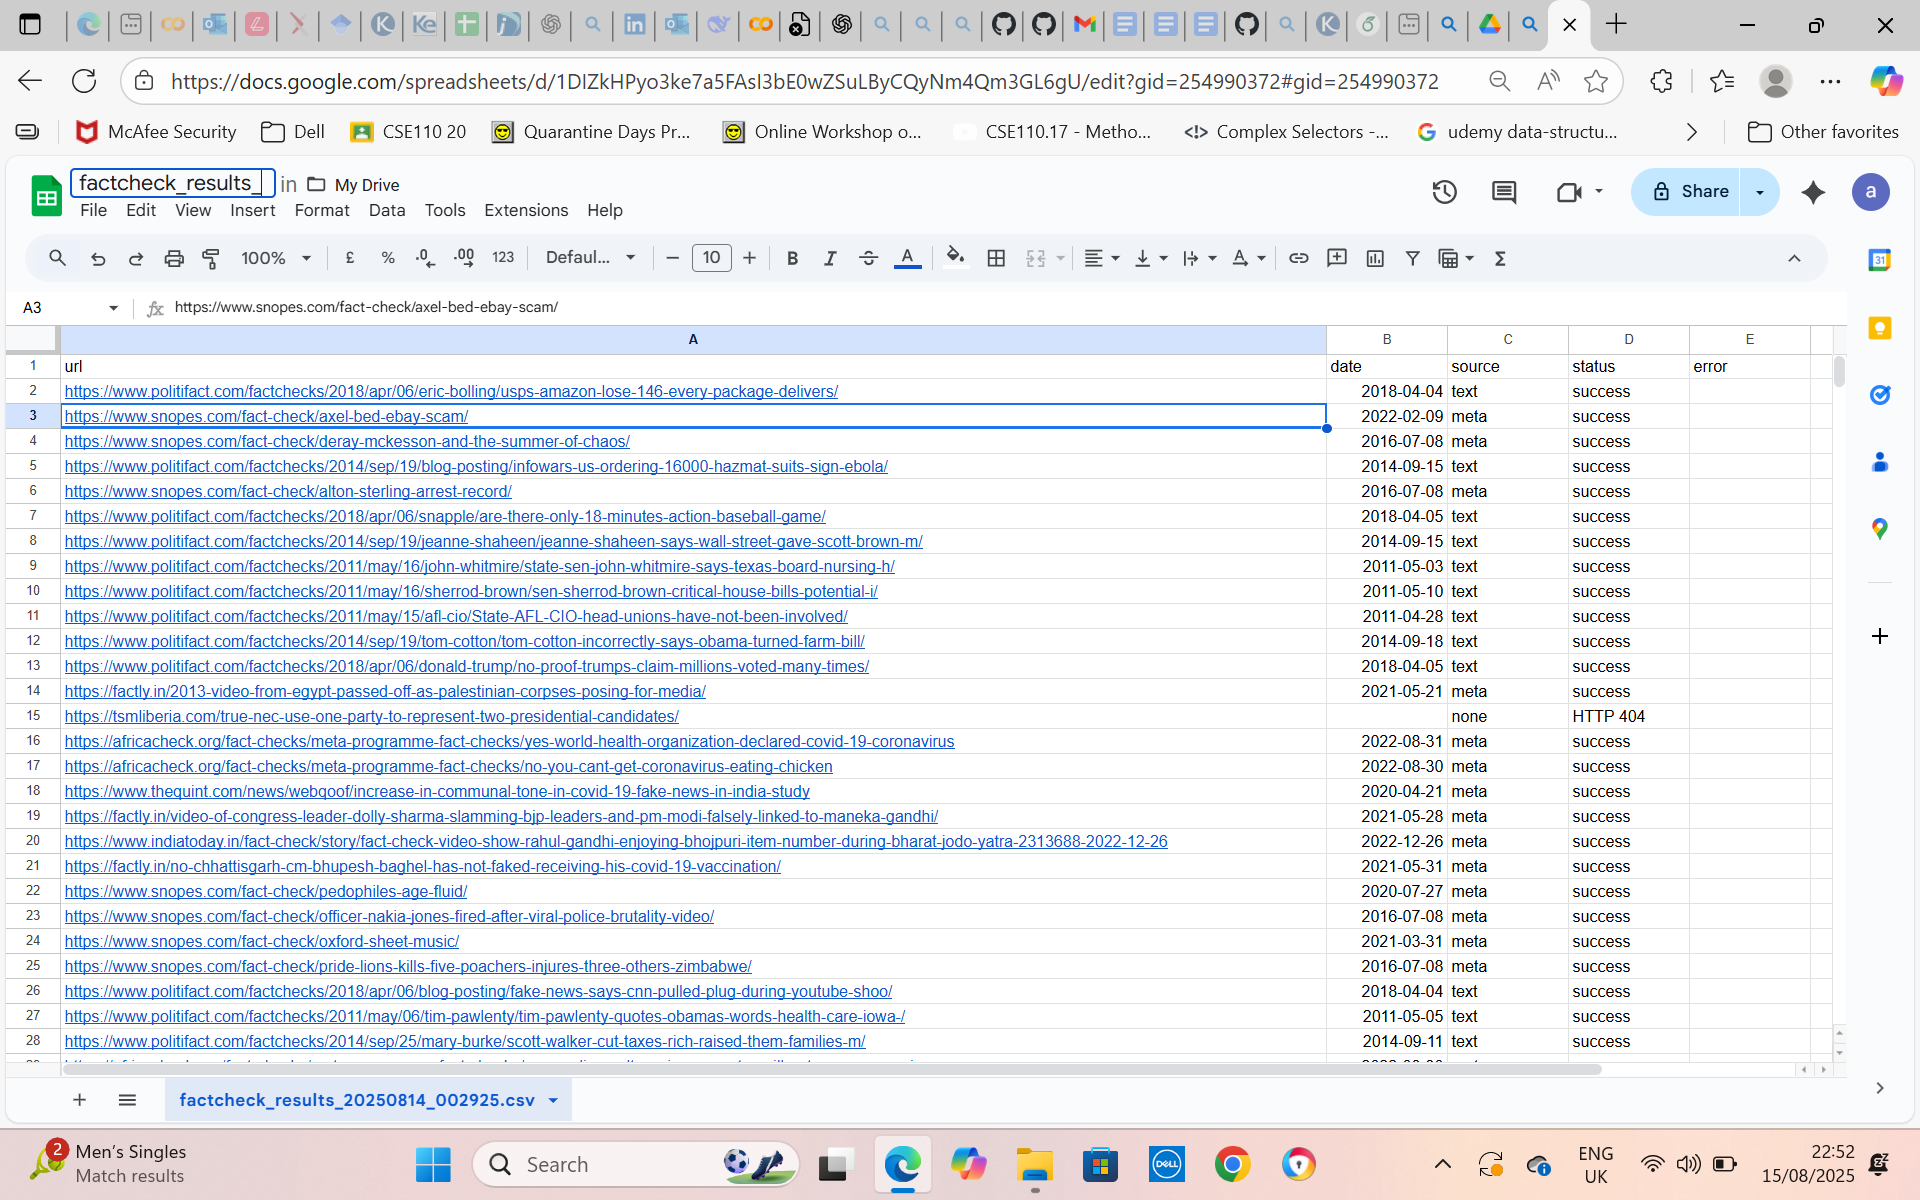 https://docs.google.com/spreadsheets/d/1DIZkHPyo3ke7a5FAsI3bE0wZSuLByCQyNm4Qm3GL6gU/edit?gid=254990372#gid=254990372
McAfee Security Dell CSE110 20 Quarantine Days Pr... Online Workshop o... CSE110.17 - Metho... Complex Selectors -... udemy data-structu... Other favorites
factcheck_results_ in My Drive
File Edit View Insert Format Data Tools Extensions Help
Share
a
100% £ % .0 .00 123 Defaul... 10 B I S A
31
A3 fx https://www.snopes.com/fact-check/axel-bed-ebay-scam/
A B C D E
1 url date source status error
2 https://www.politifact.com/factchecks/2018/apr/06/eric-bolling/usps-amazon-lose-146-every-package-delivers/ 2018-04-04 text success
3 https://www.snopes.com/fact-check/axel-bed-ebay-scam/ 2022-02-09 meta success
4 https://www.snopes.com/fact-check/deray-mckesson-and-the-summer-of-chaos/ 2016-07-08 meta success
5 https://www.politifact.com/factchecks/2014/sep/19/blog-posting/infowars-us-ordering-16000-hazmat-suits-sign-ebola/ 2014-09-15 text success
6 https://www.snopes.com/fact-check/alton-sterling-arrest-record/ 2016-07-08 meta success
7 https://www.politifact.com/factchecks/2018/apr/06/snapple/are-there-only-18-minutes-action-baseball-game/ 2018-04-05 text success
8 https://www.politifact.com/factchecks/2014/sep/19/jeanne-shaheen/jeanne-shaheen-says-wall-street-gave-scott-brown-m/ 2014-09-15 text success
9 https://www.politifact.com/factchecks/2011/may/16/john-whitmire/state-sen-john-whitmire-says-texas-board-nursing-h/ 2011-05-03 text success
10 https://www.politifact.com/factchecks/2011/may/16/sherrod-brown/sen-sherrod-brown-critical-house-bills-potential-i/ 2011-05-10 text success
11 https://www.politifact.com/factchecks/2011/may/15/afl-cio/State-AFL-CIO-head-unions-have-not-been-involved/ 2011-04-28 text success
12 https://www.politifact.com/factchecks/2014/sep/19/tom-cotton/tom-cotton-incorrectly-says-obama-turned-farm-bill/ 2014-09-18 text success
13 https://www.politifact.com/factchecks/2018/apr/06/donald-trump/no-proof-trumps-claim-millions-voted-many-times/ 2018-04-05 text success
14 https://factly.in/2013-video-from-egypt-passed-off-as-palestinian-corpses-posing-for-media/ 2021-05-21 meta success
15 https://tsmliberia.com/true-nec-use-one-party-to-represent-two-presidential-candidates/ none HTTP 404
16 https://africacheck.org/fact-checks/meta-programme-fact-checks/yes-world-health-organization-declared-covid-19-coronavirus 2022-08-31 meta success
17 https://africacheck.org/fact-checks/meta-programme-fact-checks/no-you-cant-get-coronavirus-eating-chicken 2022-08-30 meta success
18 https://www.thequint.com/news/webqoof/increase-in-communal-tone-in-covid-19-fake-news-in-india-study 2020-04-21 meta success
19 https://factly.in/video-of-congress-leader-dolly-sharma-slamming-bjp-leaders-and-pm-modi-falsely-linked-to-maneka-gandhi/ 2021-05-28 meta success
20 https://www.indiatoday.in/fact-check/story/fact-check-video-show-rahul-gandhi-enjoying-bhojpuri-item-number-during-bharat-jodo-yatra-2313688-2022-12-26 2022-12-26 meta success
21 https://factly.in/no-chhattisgarh-cm-bhupesh-baghel-has-not-faked-receiving-his-covid-19-vaccination/ 2021-05-31 meta success
22 https://www.snopes.com/fact-check/pedophiles-age-fluid/ 2020-07-27 meta success
23 https://www.snopes.com/fact-check/officer-nakia-jones-fired-after-viral-police-brutality-video/ 2016-07-08 meta success
24 https://www.snopes.com/fact-check/oxford-sheet-music/ 2021-03-31 meta success
25 https://www.snopes.com/fact-check/pride-lions-kills-five-poachers-injures-three-others-zimbabwe/ 2016-07-08 meta success
26 https://www.politifact.com/factchecks/2018/apr/06/blog-posting/fake-news-says-cnn-pulled-plug-during-youtube-shoo/ 2018-04-04 text success
27 https://www.politifact.com/factchecks/2011/may/06/tim-pawlenty/tim-pawlenty-quotes-obamas-words-health-care-iowa-/ 2011-05-05 text success
28 https://www.politifact.com/factchecks/2014/sep/25/mary-burke/scott-walker-cut-taxes-rich-raised-them-families-m/ 2014-09-11 text success
factcheck_results_20250814_002925.csv
2 Men's Singles
Match results
Search
DELL
ENG
UK
22:52
15/08/2025